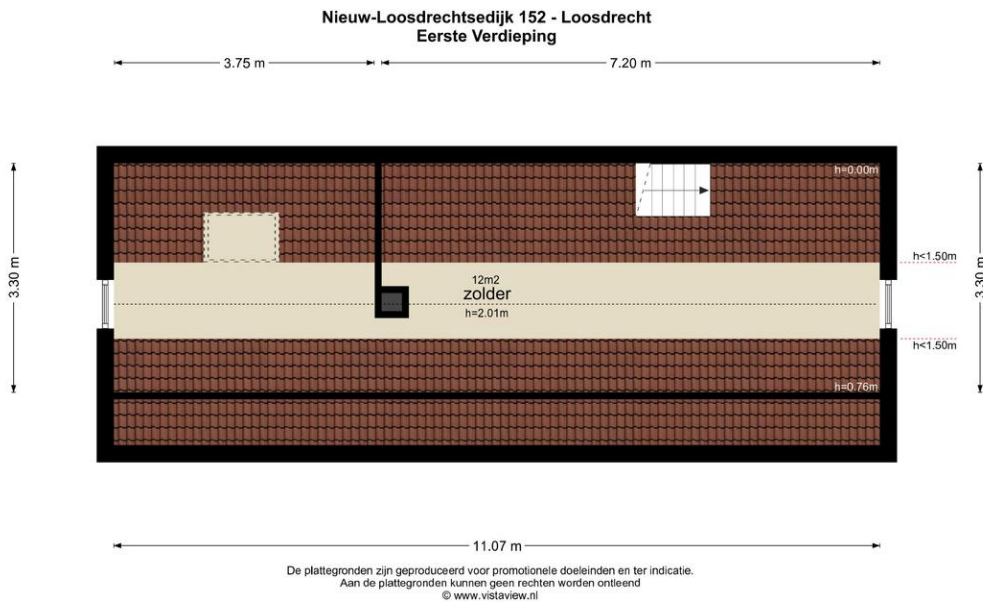 Nieuw-Loosdrechtsedijk 152 - Loosdrecht
Eerste Verdieping
3.75 m
7.20 m
h=0.00m
3.30 m
h<1.50m
12m2
zolder
h=2.01m
3.30 m
h<1.50m
h=0.76m
11.07 m
De plattegronden zijn geproduceerd voor promotionele doeleinden en ter indicatie.
Aan de plattegronden kunnen geen rechten worden ontleend
© www.vistaview.nl